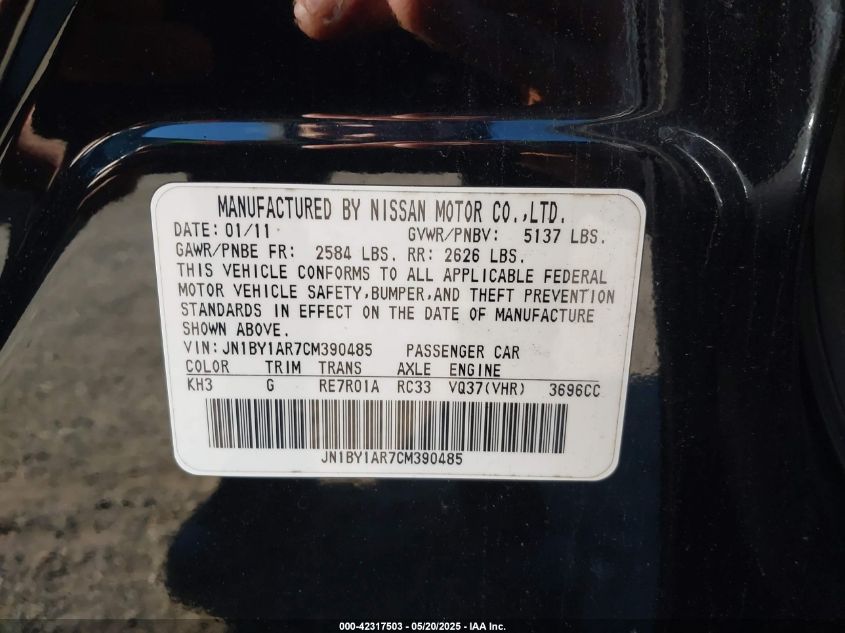 MANUFACTURED BY NISSAN MOTOR CO.,LTD.
DATE: 01/11 GVWR/PNBV: 5137 LBS.
GAWR/PNBE FR: 2584 LBS. RR: 2626 LBS.
THIS VEHICLE CONFORMS TO ALL APPLICABLE FEDERAL
MOTOR VEHICLE SAFETY,BUMPER,AND THEFT PREVENTION
STANDARDS IN EFFECT ON THE DATE OF MANUFACTURE
SHOWN ABOVE.
VIN: JN1BY1AR7CM390485 PASSENGER CAR
COLOR TRIM TRANS AXLE ENGINE
KH3 G RE7R01A RC33 VQ37(VHR) 3696CC
JN1BY1AR7CM390485
000-42317503 — 05/20/2025 — IAA Inc.